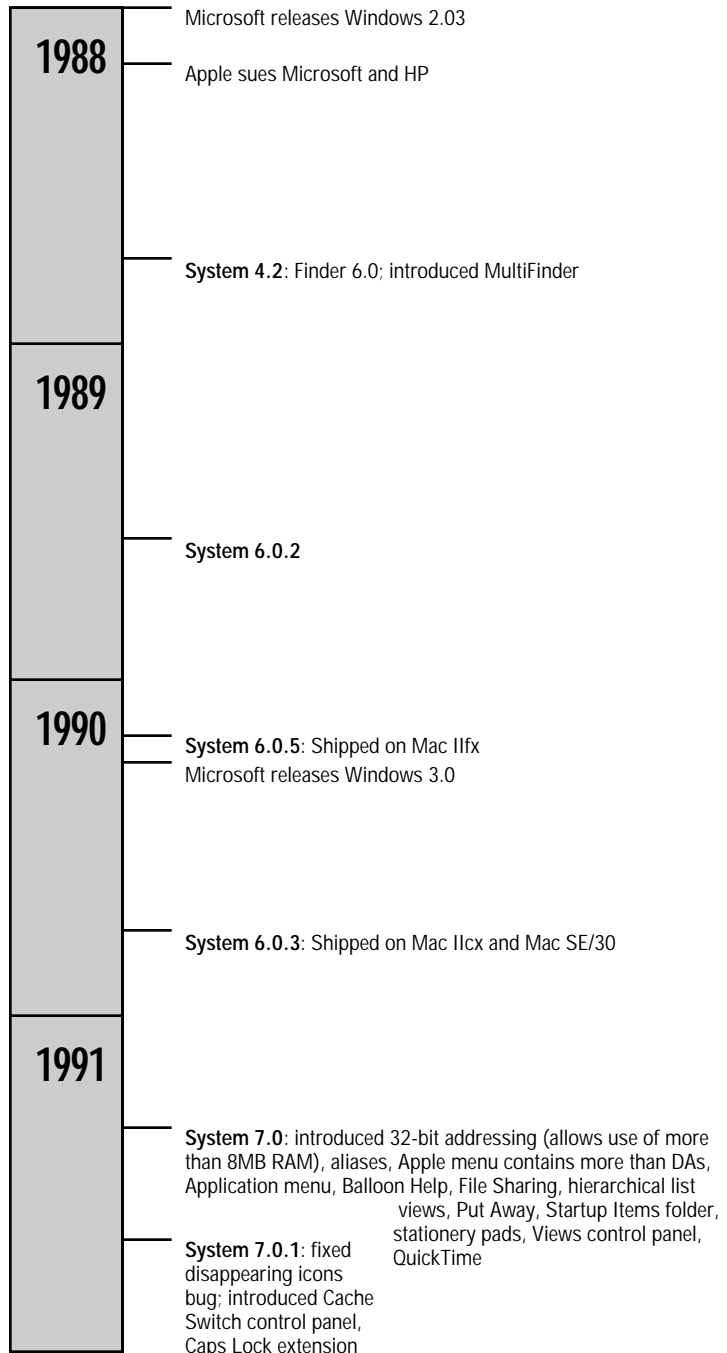 Microsoft releases Windows 2.03
1988
Apple sues Microsoft and HP
System 4.2: Finder 6.0; introduced MultiFinder
1989
System 6.0.2
1990
System 6.0.5: Shipped on Mac IIfx
Microsoft releases Windows 3.0
System 6.0.3: Shipped on Mac IIcx and Mac SE/30
1991
System 7.0: introduced 32-bit addressing (allows use of more
than 8MB RAM), aliases, Apple menu contains more than DAs,
Application menu, Balloon Help, File Sharing, hierarchical list
views, Put Away, Startup Items folder,
stationery pads, Views control panel,
QuickTime
System 7.0.1: fixed
disappearing icons
bug; introduced Cache
Switch control panel,
Caps Lock extension